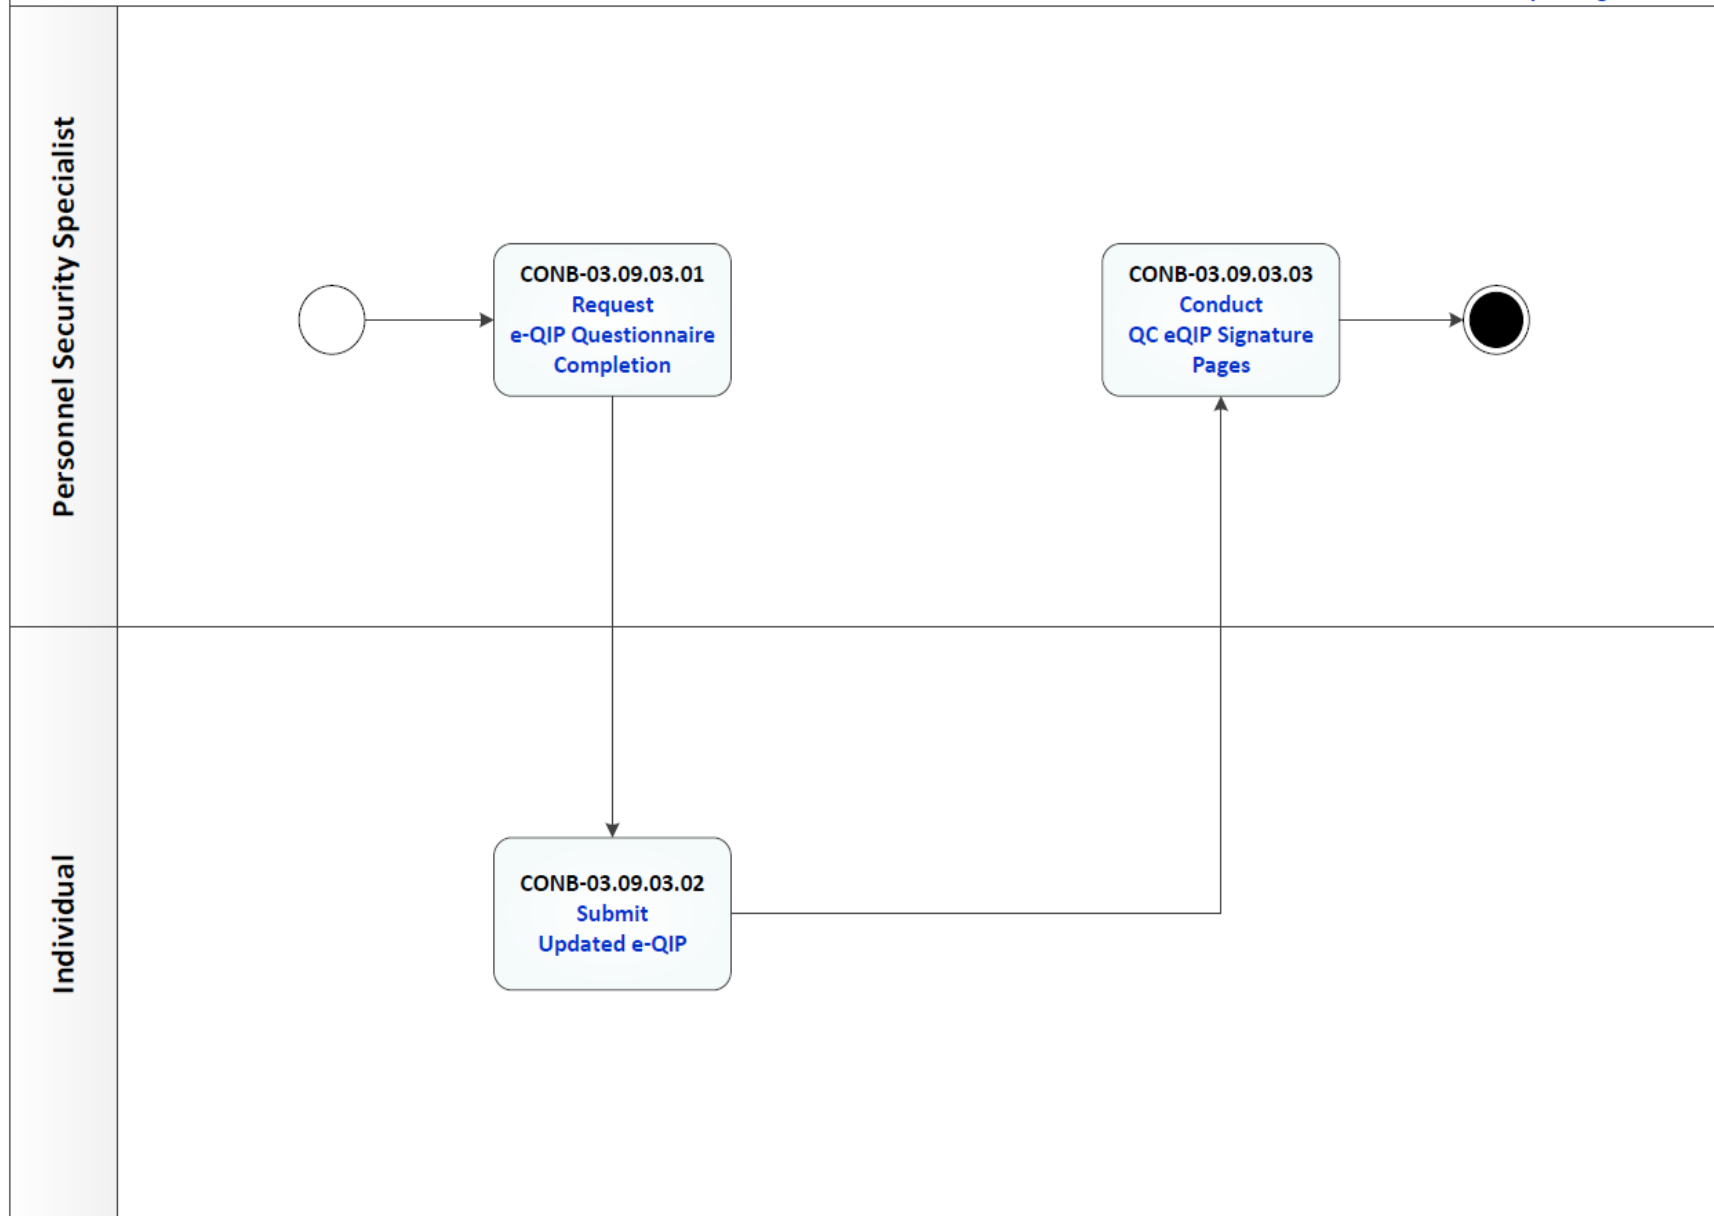 Personnel Security Specialist
CONB-03.09.03.01
Request
e-QIP Questionnaire
Completion
CONB-03.09.03.03
Conduct
QC eQIP Signature
Pages
Individual
CONB-03.09.03.02
Submit
Updated e-QIP